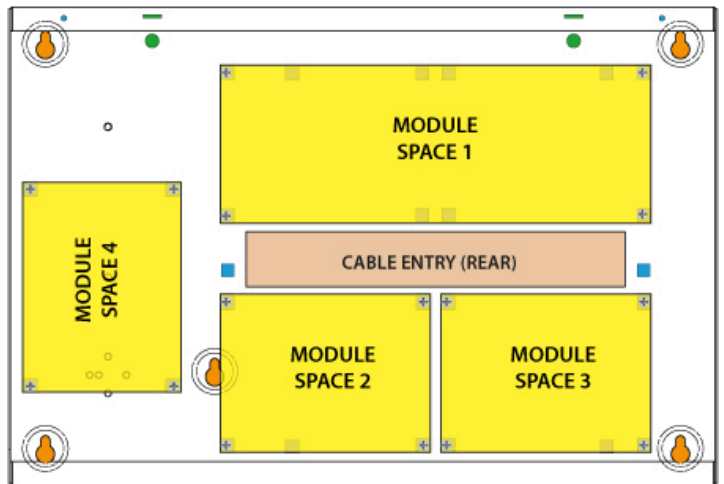 MODULE
SPACE 1
CABLE ENTRY (REAR)
MODULE
SPACE 4
MODULE
SPACE 2
MODULE
SPACE 3